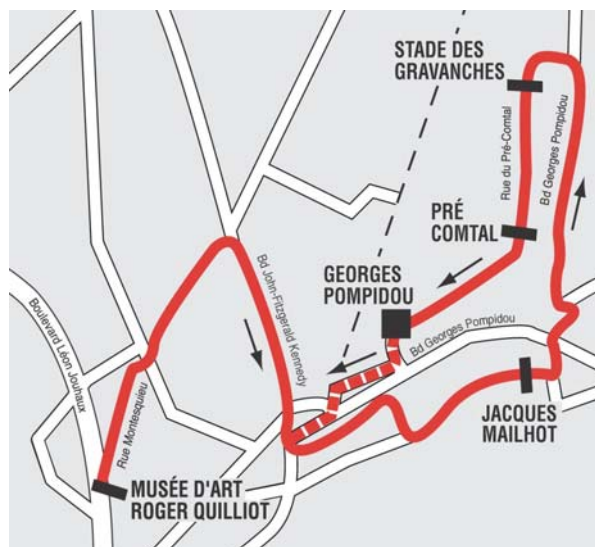 STADE DES
GRAVANCHES
Rue du Pré-Comtal
Bd Georges Pompidou
PRÉ
COMTAL
GEORGES
POMPIDOU
Bd John-Fitzgerald Kennedy
Bd Georges Pompidou
Boulevard Léon Jouhaux
Rue Montesquieu
JACQUES
MAILHOT
MUSÉE D'ART
ROGER QUILLIOT